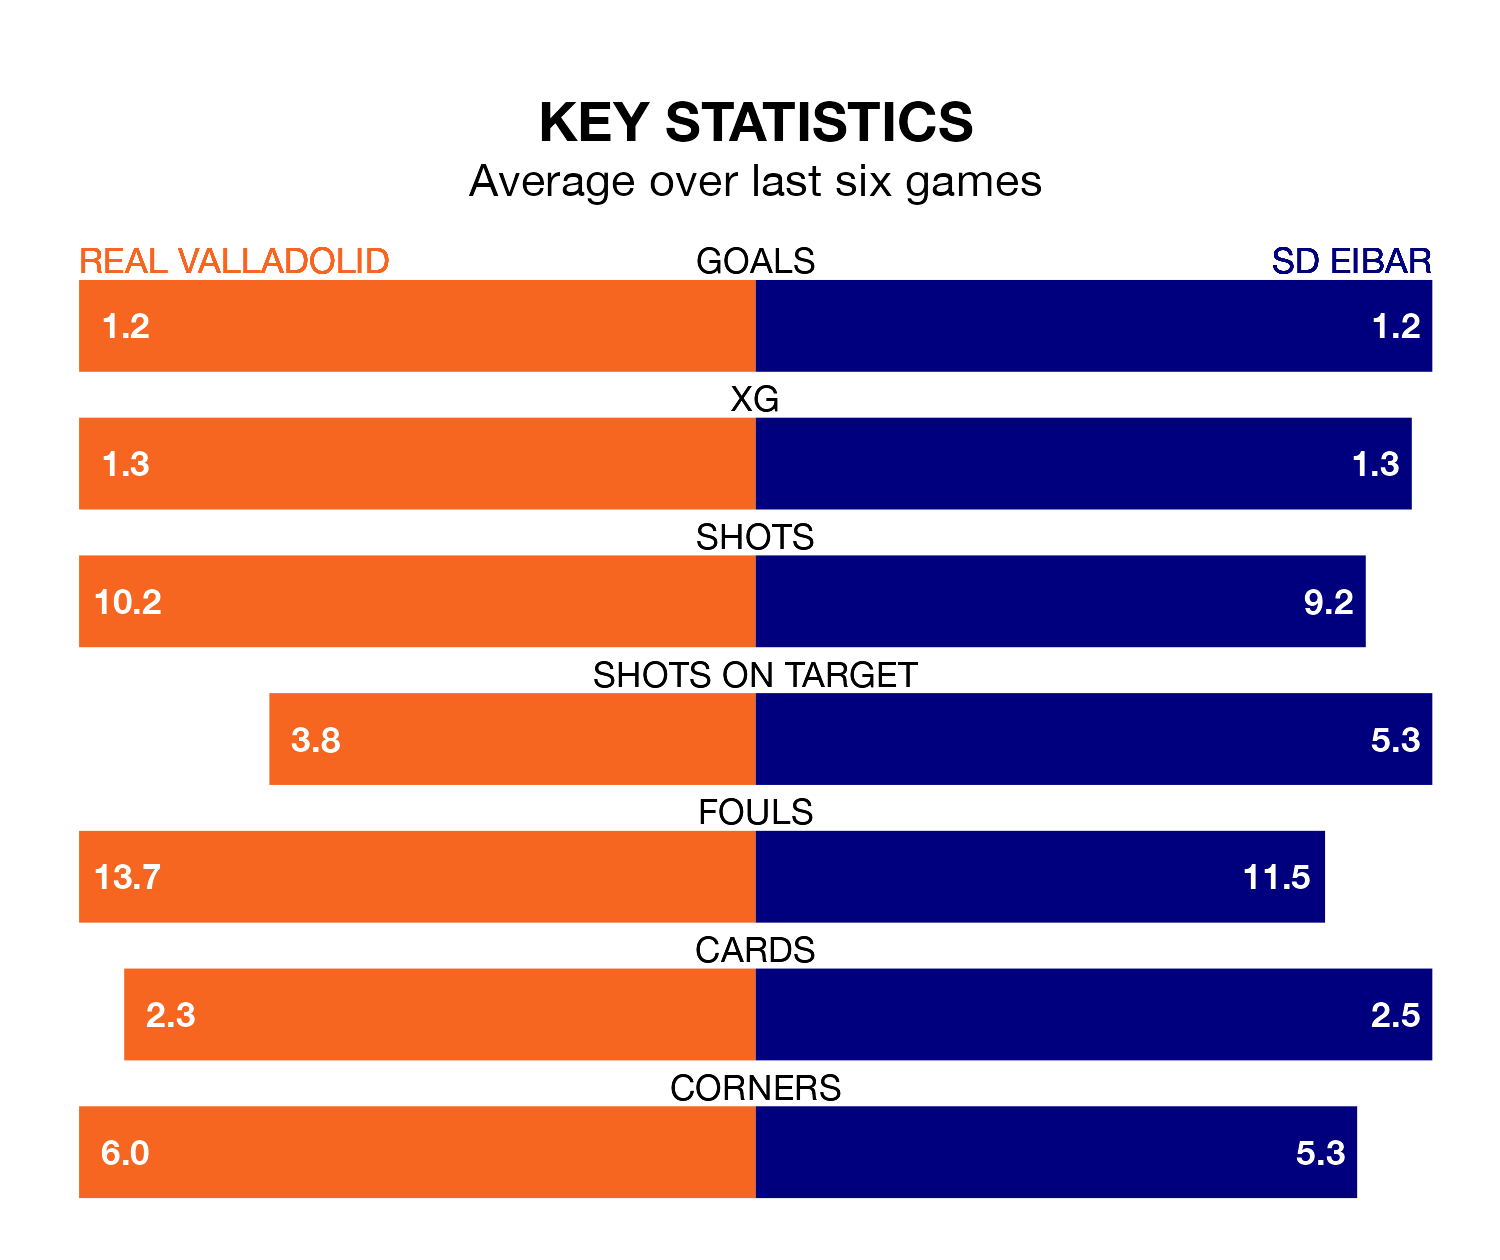 KEY STATISTICS
Average over last six games
REAL VALLADOLID GOALS SD EIBAR
1.2 1.2
XG
1.3 1.3
SHOTS
10.2 9.2
SHOTS ON TARGET
3.8 5.3
FOULS
13.7 11.5
CARDS
2.3 2.5
CORNERS
6.0 5.3